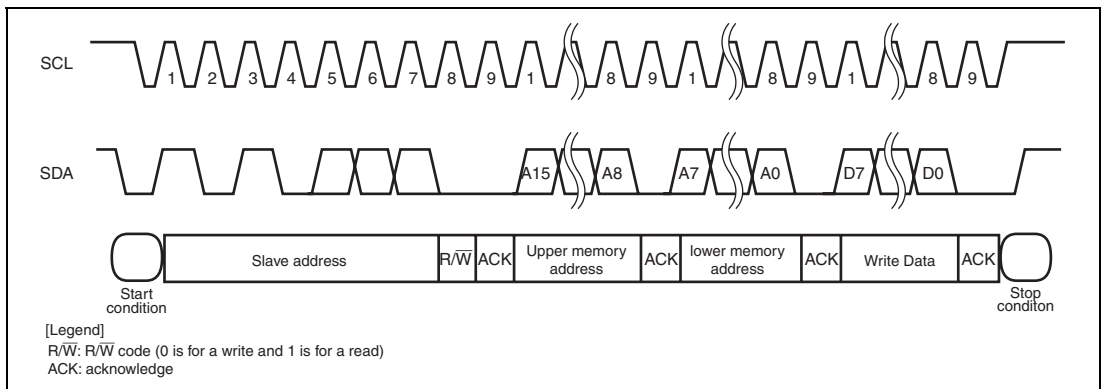 SCL
1 2 3 4 5 6 7 8 9 1 8 9 1 8 9 1 8 9
SDA
A15 A8 A7 A0 D7 D0
Slave address R/W̅ ACK Upper memory address ACK lower memory address ACK Write Data ACK
Start condition
Stop conditon
[Legend]
R/W̅: R/W̅ code (0 is for a write and 1 is for a read)
ACK: acknowledge